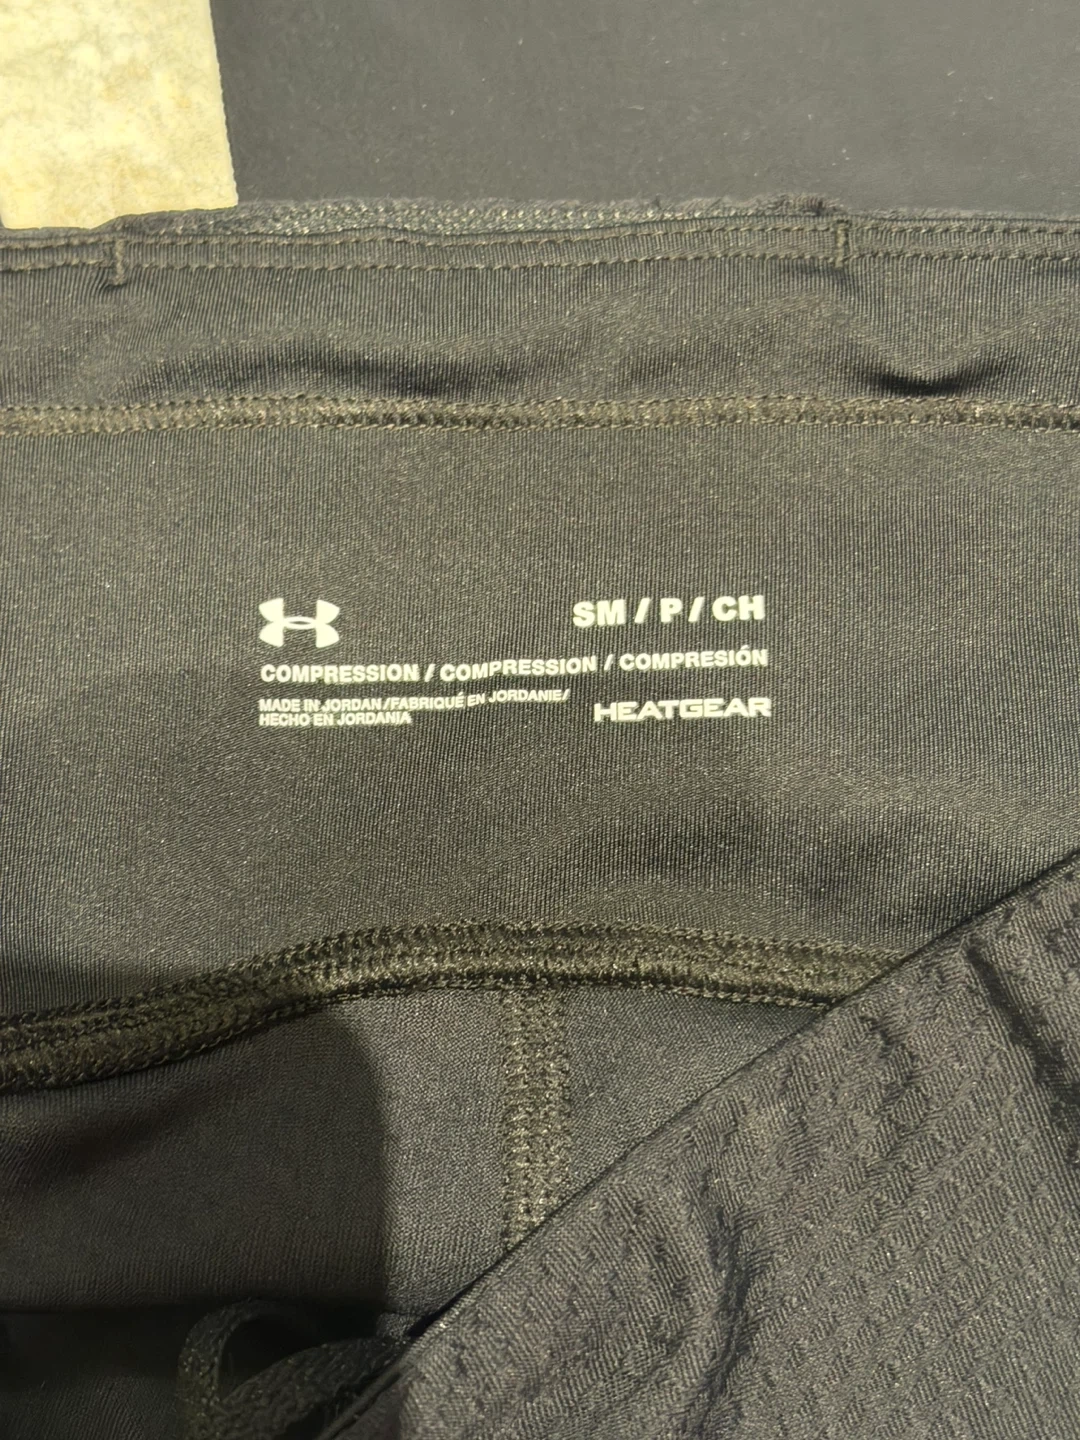 SM / P / CH
COMPRESSION / COMPRESSION / COMPRESIÓN
MADE IN JORDAN / FABRIQUÉ EN JORDANIE /
HECHO EN JORDANIA
HEATGEAR